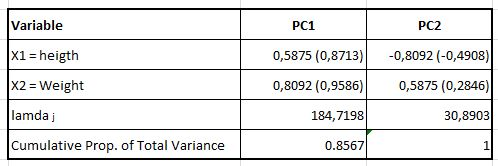 Variable PC1 PC2
X1 = heigth 0,5875 (0,8713) -0,8092 (-0,4908)
X2 = Weight 0,8092 (0,9586) 0,5875 (0,2846)
lamda j 184,7198 30,8903
Cumulative Prop. of Total Variance 0.8567 1